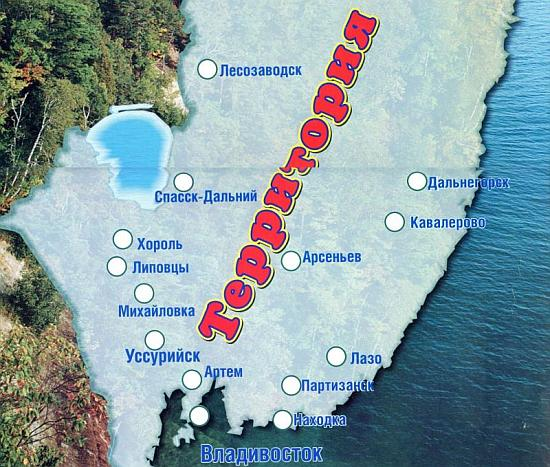 Территория
Лесозаводск
Спасск-Дальний
Дальнегорск
Кавалерово
Хороль
Липовцы
Арсеньев
Михайловка
Уссурийск
Лазо
Артем
Партизанск
Находка
Владивосток